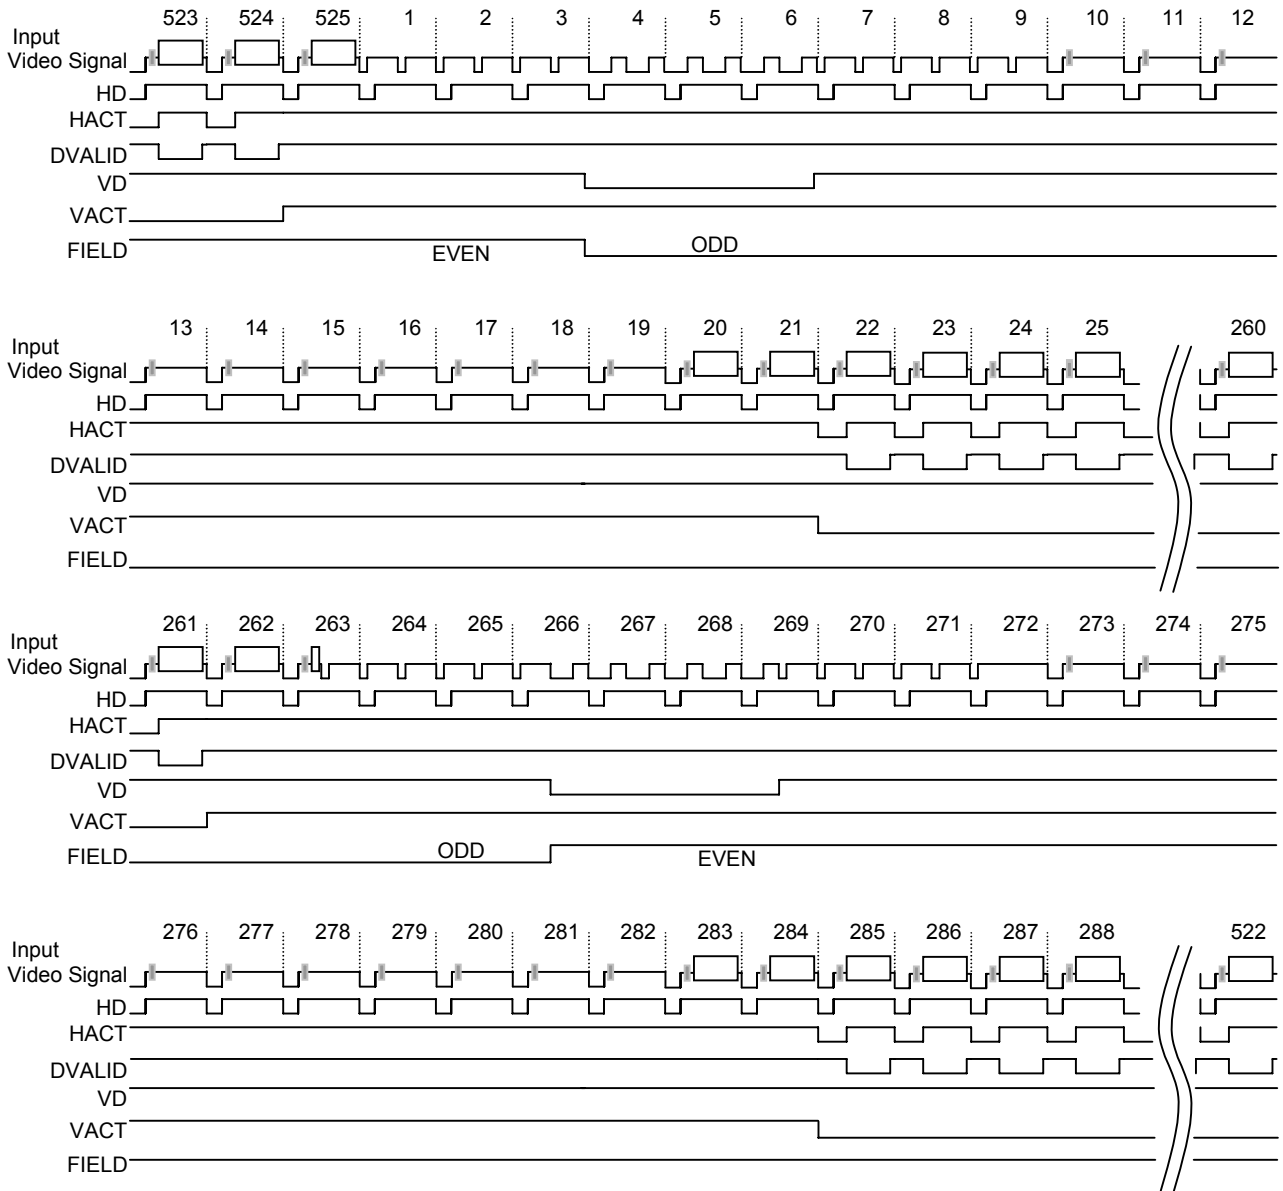 523 524 525 1 2 3 4 5 6 7 8 9 10 11 12
Input
Video Signal
HD
HACT
DVALID
VD
VACT
FIELD EVEN ODD
13 14 15 16 17 18 19 20 21 22 23 24 25 260
Input
Video Signal
HD
HACT
DVALID
VD
VACT
FIELD
261 262 263 264 265 266 267 268 269 270 271 272 273 274 275
Input
Video Signal
HD
HACT
DVALID
VD
VACT
FIELD ODD EVEN
276 277 278 279 280 281 282 283 284 285 286 287 288 522
Input
Video Signal
HD
HACT
DVALID
VD
VACT
FIELD